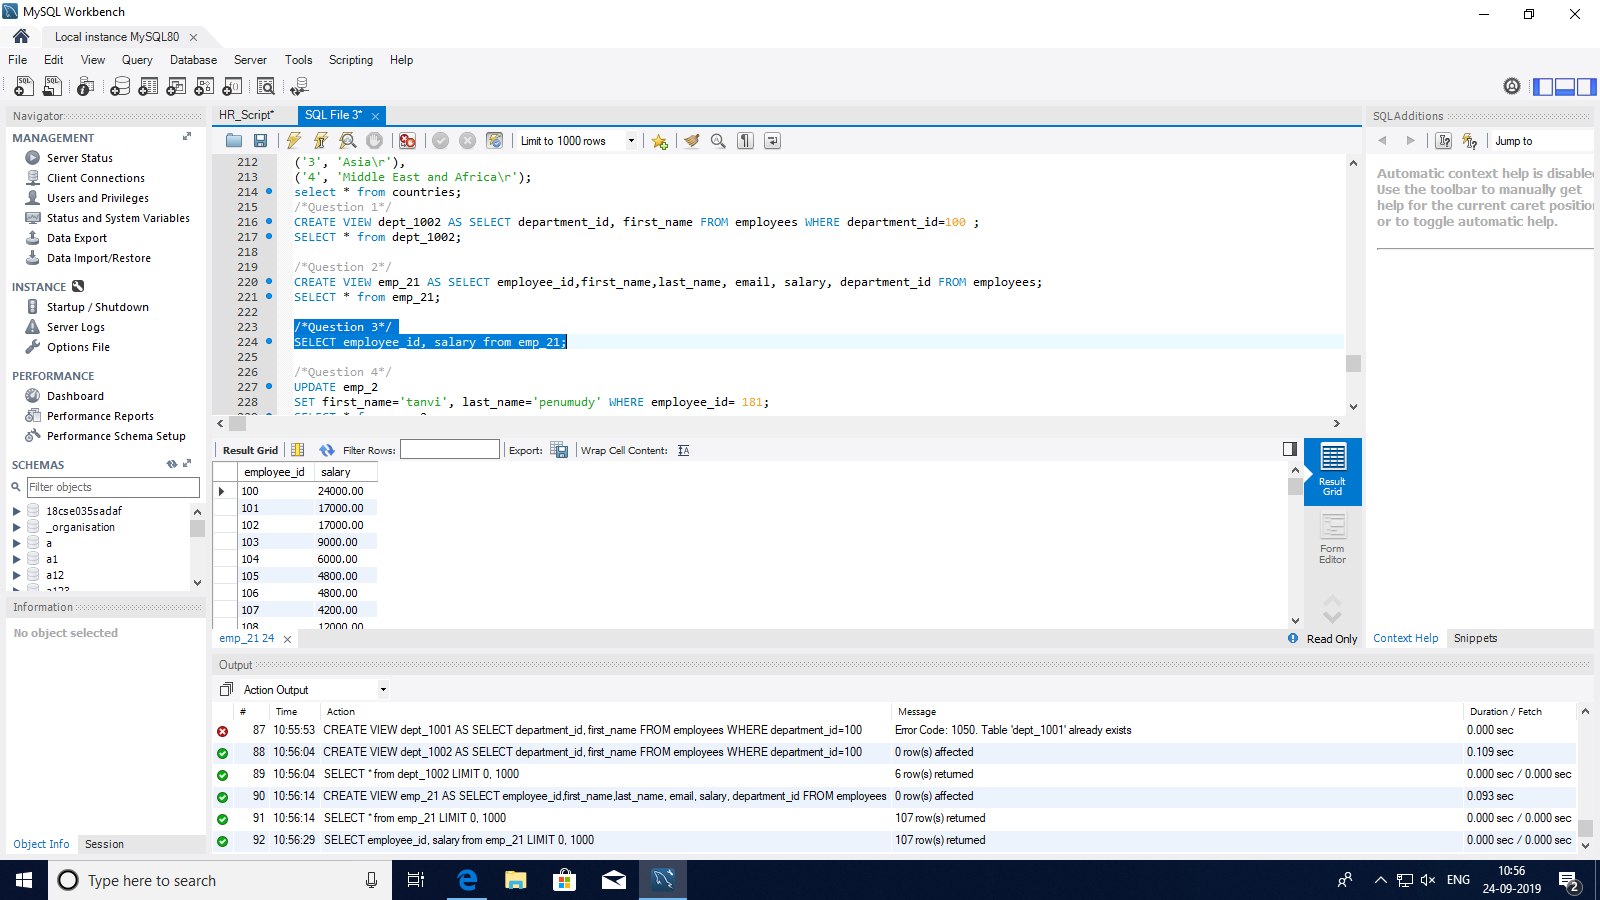 MySQL Workbench
Local instance MySQL80
File Edit View Query Database Server Tools Scripting Help
Navigator
MANAGEMENT
Server Status
Client Connections
Users and Privileges
Status and System Variables
Data Export
Data Import/Restore
INSTANCE
Startup / Shutdown
Server Logs
Options File
PERFORMANCE
Dashboard
Performance Reports
Performance Schema Setup
SCHEMAS
Filter objects
18cse035sadaf
_organisation
a
a1
a12
a123
Information
No object selected
Object Info Session
HR_Script* SQL File 3*
Limit to 1000 rows
212 ('3', 'Asia\r'),
213 ('4', 'Middle East and Africa\r');
214 select * from countries;
215 /*Question 1*/
216 CREATE VIEW dept_1002 AS SELECT department_id, first_name FROM employees WHERE department_id=100 ;
217 SELECT * from dept_1002;
218
219 /*Question 2*/
220 CREATE VIEW emp_21 AS SELECT employee_id,first_name,last_name, email, salary, department_id FROM employees;
221 SELECT * from emp_21;
222
223 /*Question 3*/
224 SELECT employee_id, salary from emp_21;
225
226 /*Question 4*/
227 UPDATE emp_2
228 SET first_name='tanvi', last_name='penumudy' WHERE employee_id= 181;
Result Grid Filter Rows: Export: Wrap Cell Content:
employee_id salary
100 24000.00
101 17000.00
102 17000.00
103 9000.00
104 6000.00
105 4800.00
106 4800.00
107 4200.00
108 12000.00
Result
Grid
Form
Editor
emp_21 24
Read Only
SQLAdditions
Jump to
Automatic context help is disable
Use the toolbar to manually get
help for the current caret positio
or to toggle automatic help.
Context Help Snippets
Output
Action Output
# Time Action Message Duration / Fetch
87 10:55:53 CREATE VIEW dept_1001 AS SELECT department_id, first_name FROM employees WHERE department_id=100 Error Code: 1050. Table 'dept_1001' already exists 0.000 sec
88 10:56:04 CREATE VIEW dept_1002 AS SELECT department_id, first_name FROM employees WHERE department_id=100 0 row(s) affected 0.109 sec
89 10:56:04 SELECT * from dept_1002 LIMIT 0, 1000 6 row(s) returned 0.000 sec / 0.000 sec
90 10:56:14 CREATE VIEW emp_21 AS SELECT employee_id,first_name,last_name, email, salary, department_id FROM employees 0 row(s) affected 0.093 sec
91 10:56:14 SELECT * from emp_21 LIMIT 0, 1000 107 row(s) returned 0.000 sec / 0.000 sec
92 10:56:29 SELECT employee_id, salary from emp_21 LIMIT 0, 1000 107 row(s) returned 0.000 sec / 0.000 sec
Type here to search
ENG
10:56
24-09-2019
2